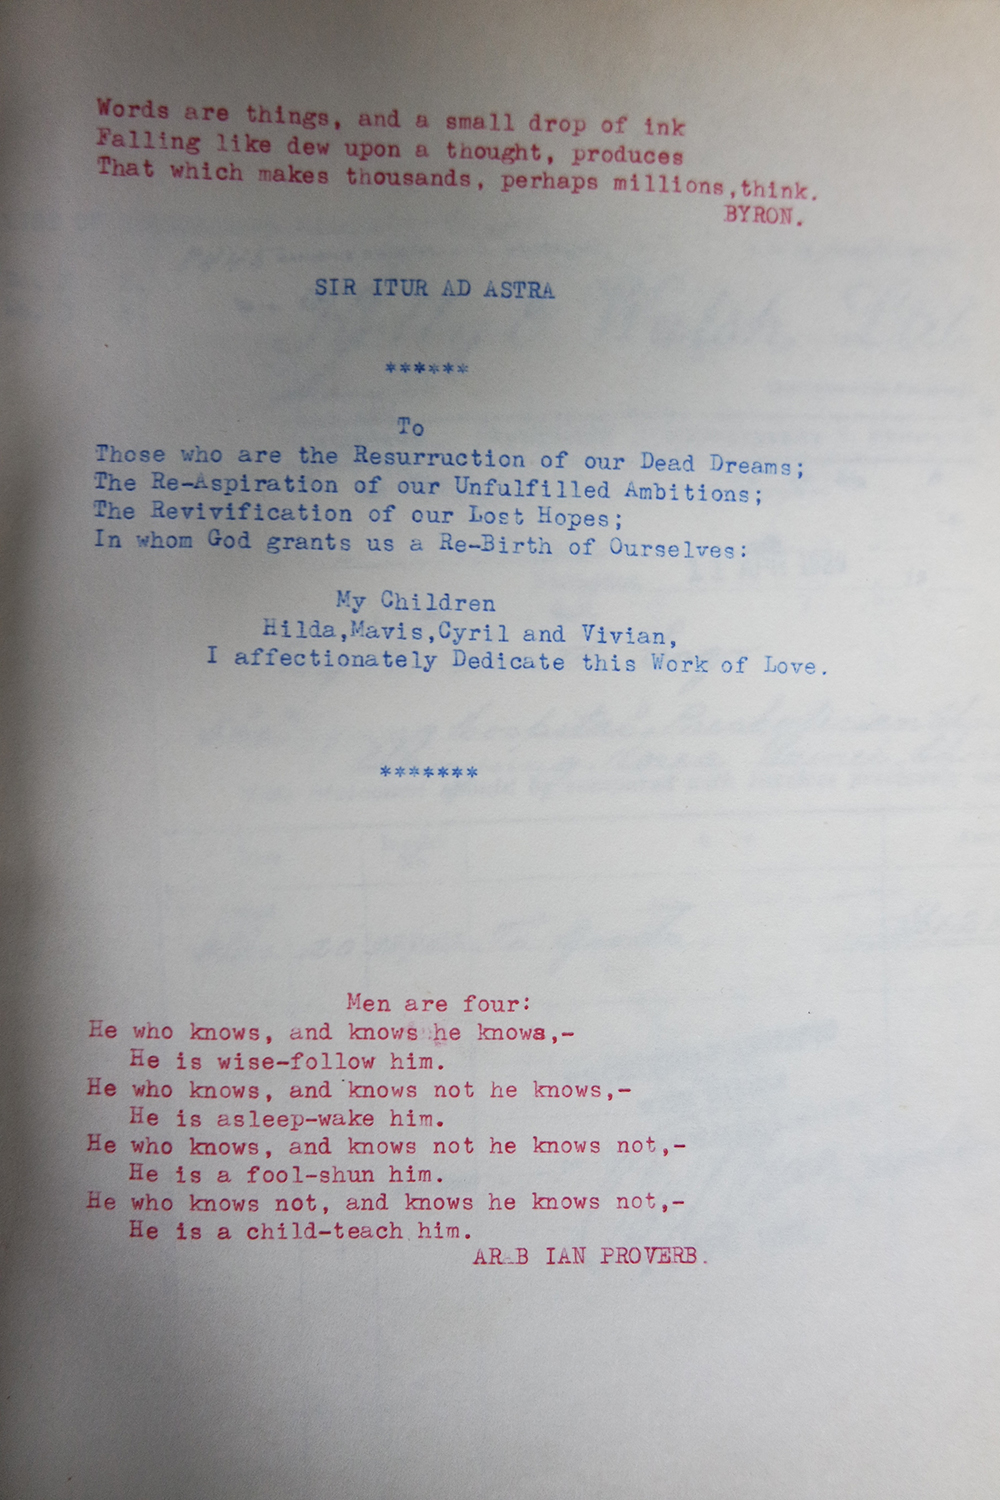 Words are things, and a small drop of ink
Falling like dew upon a thought, produces
That which makes thousands, perhaps millions,think.
BYRON.
SIR ITUR AD ASTRA
******
To
Those who are the Resurruction of our Dead Dreams;
The Re-Aspiration of our Unfulfilled Ambitions;
The Revivification of our Lost Hopes;
In whom God grants us a Re-Birth of Ourselves:
My Children
Hilda,Mavis,Cyril and Vivian,
I affectionately Dedicate this Work of Love.
*******
Men are four:
He who knows, and knows he knows,-
He is wise-follow him.
He who knows, and knows not he knows,-
He is asleep-wake him.
He who knows, and knows not he knows not,-
He is a fool-shun him.
He who knows not, and knows he knows not,-
He is a child-teach him.
AR B IAN PROVERB.